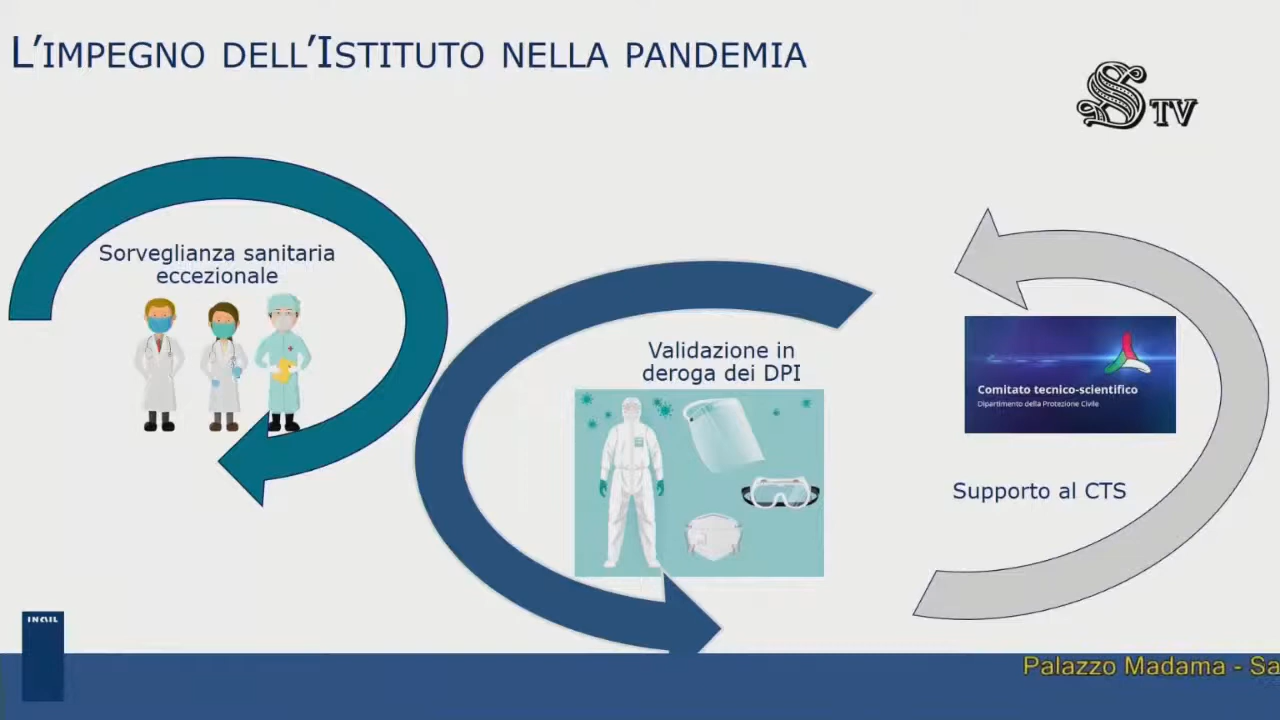 L'IMPEGNO DELL'ISTITUTO NELLA PANDEMIA
STV
Sorveglianza sanitaria
eccezionale
Validazione in
deroga dei DPI
Comitato tecnico-scientifico
Dipartimento della Protezione Civile
Supporto al CTS
INAIL
Palazzo Madama - Sa